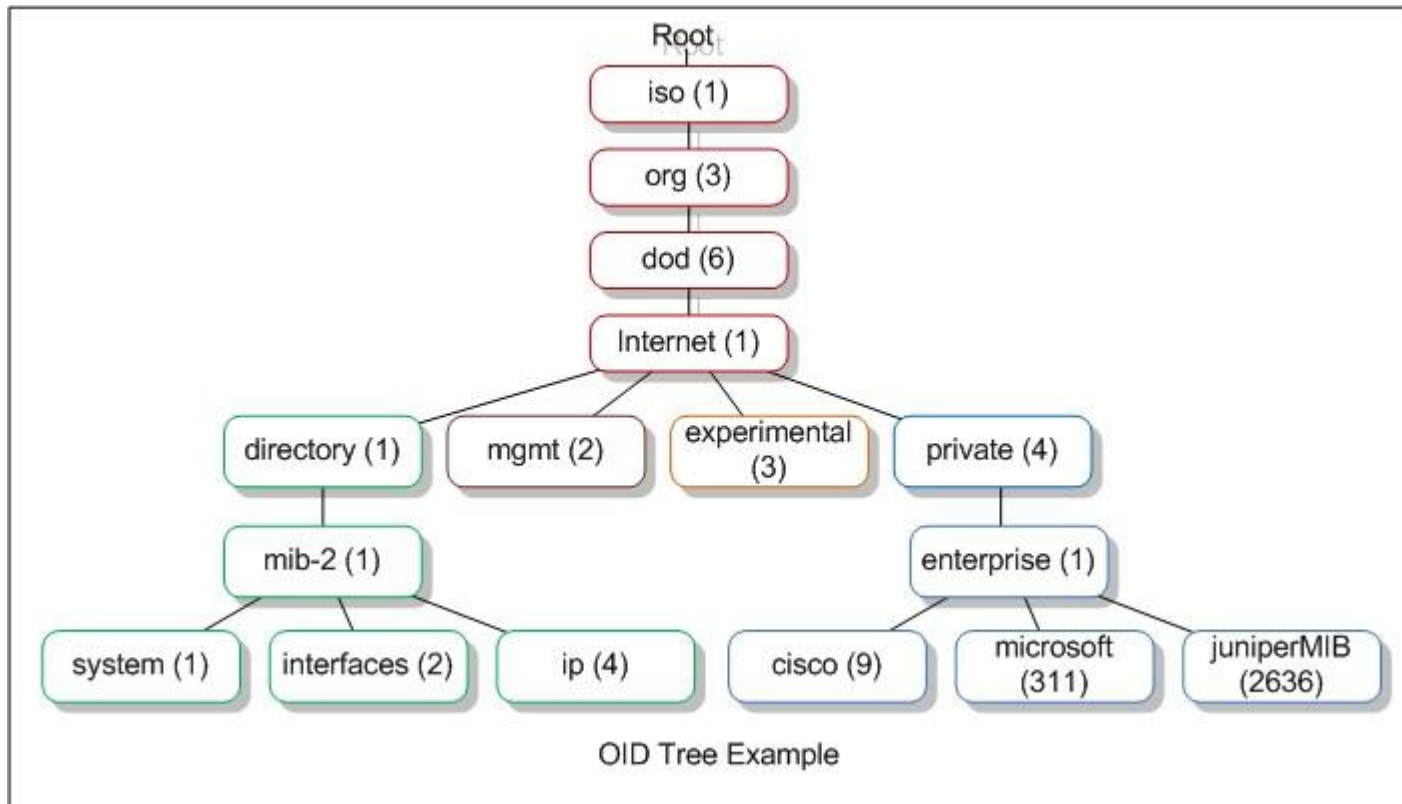 Root
iso (1)
org (3)
dod (6)
Internet (1)
directory (1)
mgmt (2)
experimental
(3)
private (4)
mib-2 (1)
enterprise (1)
system (1)
interfaces (2)
ip (4)
cisco (9)
microsoft
(311)
juniperMIB
(2636)
OID Tree Example